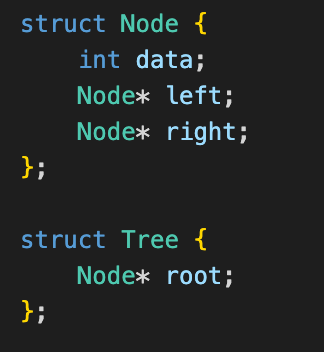 struct Node {
    int data;
    Node* left;
    Node* right;
};

struct Tree {
    Node* root;
};